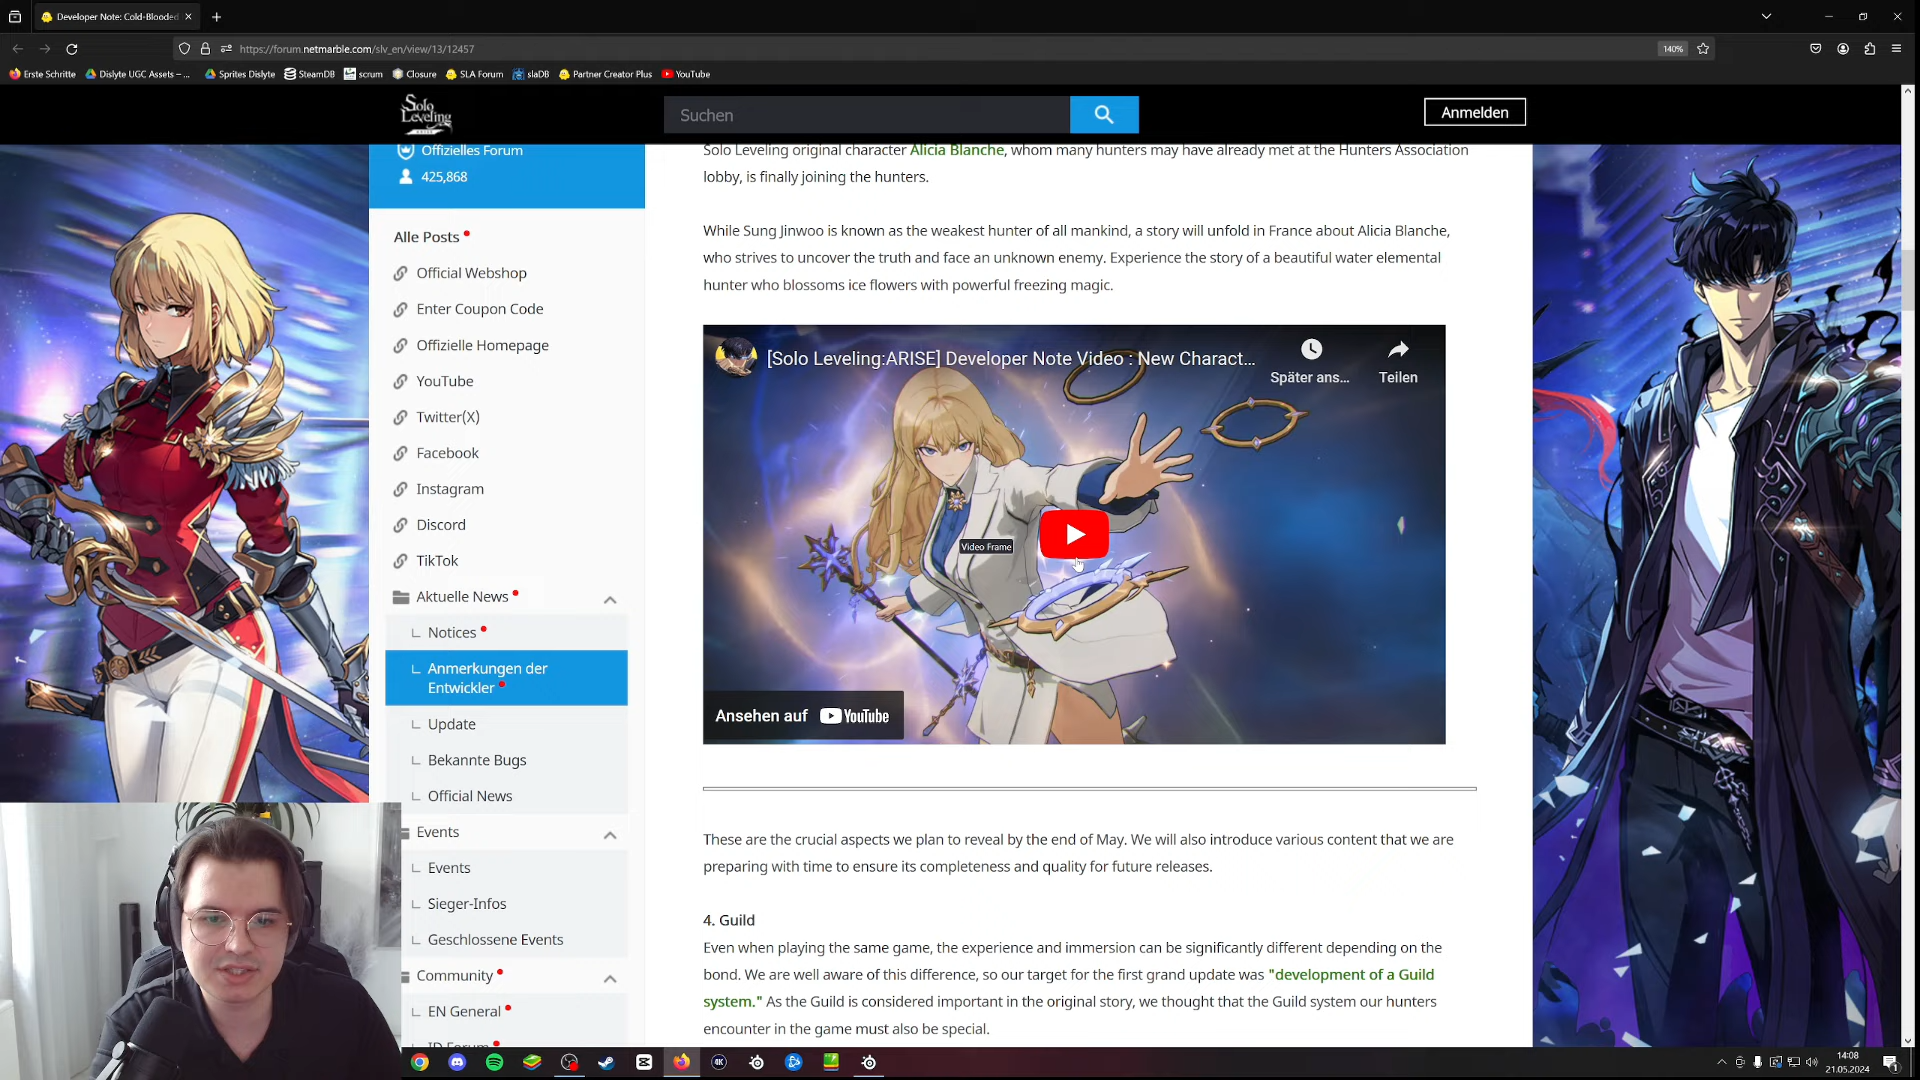 Developer Note: Cold-Blooded
https://forum.netmarble.com/slv_en/view/13/12457
140%
Erste Schritte
Dislyte UGC Assets – ...
Sprites Dislyte
SteamDB
scrum
Closure
SLA Forum
slaDB
Partner Creator Plus
YouTube
Solo Leveling
Suchen
Anmelden
Offizielles Forum
425,868
Alle Posts
Official Webshop
Enter Coupon Code
Offizielle Homepage
YouTube
Twitter(X)
Facebook
Instagram
Discord
TikTok
Aktuelle News
Notices
Anmerkungen der
Entwickler
Update
Bekannte Bugs
Official News
Events
Events
Sieger-Infos
Geschlossene Events
Community
EN General
ID Forum
Solo Leveling original character Alicia Blanche, whom many hunters may have already met at the Hunters Association
lobby, is finally joining the hunters.
While Sung Jinwoo is known as the weakest hunter of all mankind, a story will unfold in France about Alicia Blanche,
who strives to uncover the truth and face an unknown enemy. Experience the story of a beautiful water elemental
hunter who blossoms ice flowers with powerful freezing magic.
[Solo Leveling:ARISE] Developer Note Video : New Charact...
Später ans...
Teilen
Video Frame
Ansehen auf YouTube
These are the crucial aspects we plan to reveal by the end of May. We will also introduce various content that we are
preparing with time to ensure its completeness and quality for future releases.
4. Guild
Even when playing the same game, the experience and immersion can be significantly different depending on the
bond. We are well aware of this difference, so our target for the first grand update was "development of a Guild
system." As the Guild is considered important in the original story, we thought that the Guild system our hunters
encounter in the game must also be special.
14:08
21.05.2024